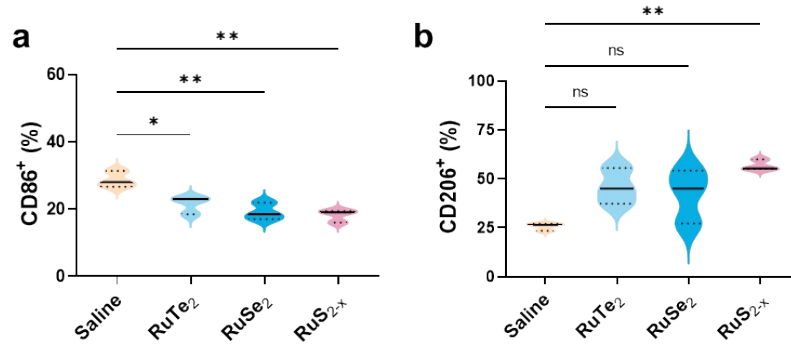 a
**
**
*
60
40
20
0
CD86⁺ (%)
Saline
RuTe₂
RuSe₂
RuS₂₋ₓ
b
**
ns
ns
100
75
50
25
0
CD206⁺ (%)
Saline
RuTe₂
RuSe₂
RuS₂₋ₓ